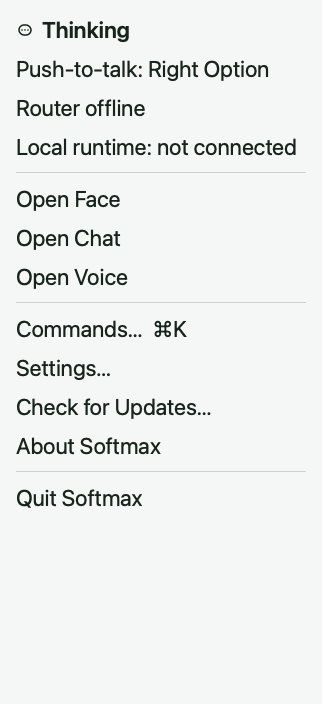 Thinking
Push-to-talk: Right Option
Router offline
Local runtime: not connected
Open Face
Open Chat
Open Voice
Commands... ⌘K
Settings...
Check for Updates...
About Softmax
Quit Softmax